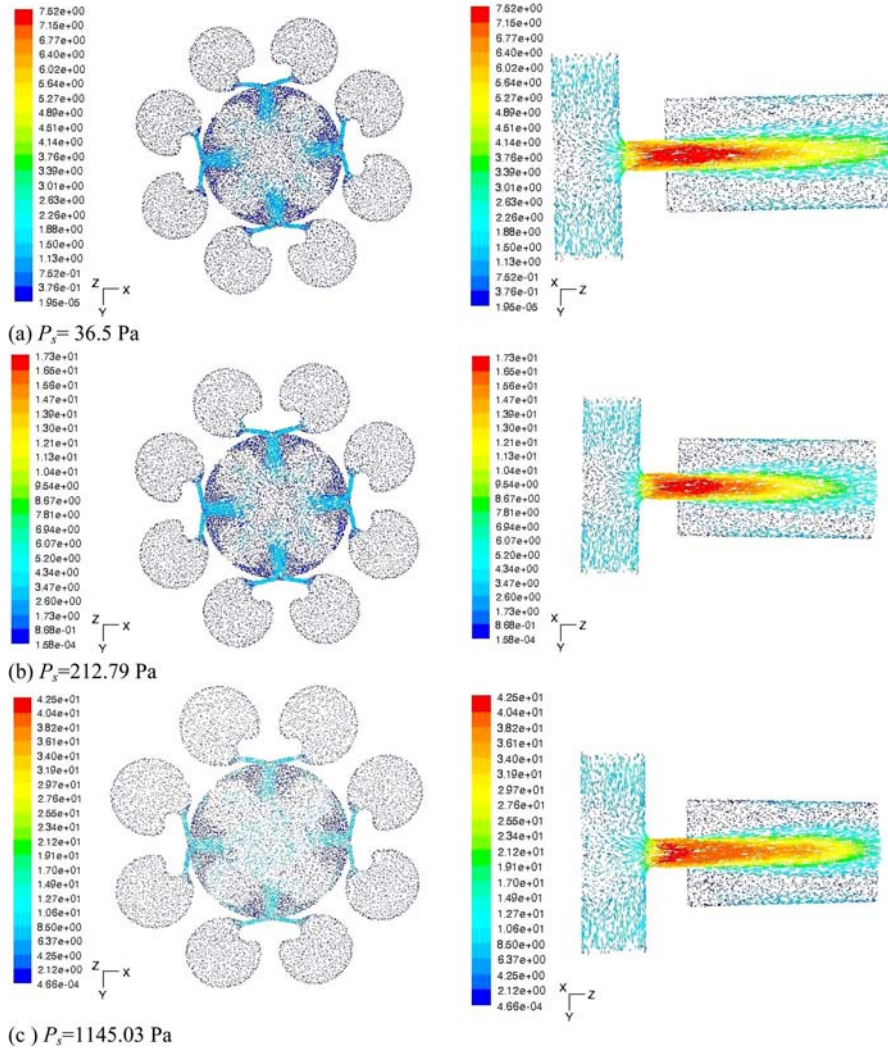 7.52e+00
7.15e+00
6.77e+00
6.40e+00
6.02e+00
5.64e+00
5.27e+00
4.89e+00
4.51e+00
4.14e+00
3.76e+00
3.39e+00
3.01e+00
2.63e+00
2.26e+00
1.88e+00
1.50e+00
1.13e+00
7.52e-01
3.76e-01
1.95e-05
Z X
Y
7.52e+00
7.15e+00
6.77e+00
6.40e+00
6.02e+00
5.64e+00
5.27e+00
4.89e+00
4.51e+00
4.14e+00
3.76e+00
3.39e+00
3.01e+00
2.63e+00
2.26e+00
1.88e+00
1.50e+00
1.13e+00
7.52e-01
3.76e-01
1.95e-05
X Z
Y
(a) Ps= 36.5 Pa
1.73e+01
1.65e+01
1.56e+01
1.47e+01
1.39e+01
1.30e+01
1.21e+01
1.13e+01
1.04e+01
9.54e+00
8.67e+00
7.81e+00
6.94e+00
6.07e+00
5.20e+00
4.34e+00
3.47e+00
2.60e+00
1.73e+00
8.68e-01
1.58e-04
Z X
Y
1.73e+01
1.65e+01
1.56e+01
1.47e+01
1.39e+01
1.30e+01
1.21e+01
1.13e+01
1.04e+01
9.54e+00
8.67e+00
7.81e+00
6.94e+00
6.07e+00
5.20e+00
4.34e+00
3.47e+00
2.60e+00
1.73e+00
8.68e-01
1.58e-04
X Z
Y
(b) Ps=212.79 Pa
4.25e+01
4.04e+01
3.82e+01
3.61e+01
3.40e+01
3.19e+01
2.97e+01
2.76e+01
2.55e+01
2.34e+01
2.12e+01
1.91e+01
1.70e+01
1.49e+01
1.27e+01
1.06e+01
8.50e+00
6.37e+00
4.25e+00
2.12e+00
4.66e-04
Z X
Y
4.25e+01
4.04e+01
3.82e+01
3.61e+01
3.40e+01
3.19e+01
2.97e+01
2.76e+01
2.55e+01
2.34e+01
2.12e+01
1.91e+01
1.70e+01
1.49e+01
1.27e+01
1.06e+01
8.50e+00
6.37e+00
4.25e+00
2.12e+00
4.66e-04
X Z
Y
(c ) Ps=1145.03 Pa